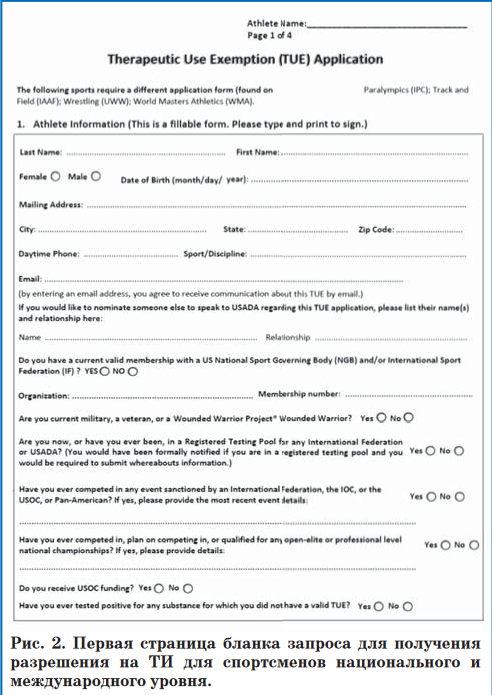 Athlete Name:
Page 1 of 4
Therapeutic Use Exemption (TUE) Application
The following sports require a different application form (found on Paralympics (IPC); Track and
Field (IAAF); Wrestling (UWW); World Masters Athletics (WMA).
1. Athlete Information (This is a fillable form. Please type and print to sign.)
Last Name: First Name:
Female Male Date of Birth (month/day/ year):
Mailing Address:
City: State: Zip Code:
Daytime Phone: Sport/Discipline:
Email:
(by entering an email address, you agree to receive communication about this TUE by email.)
If you would like to nominate someone else to speak to USADA regarding this TUE application, please list their name(s)
and relationship here:
Name Relationship
Do you have a current valid membership with a US National Sport Governing Body (NGB) and/or International Sport
Federation (IF) ? YES NO
Organization: Membership number:
Are you current military, a veteran, or a Wounded Warrior Project® Wounded Warrior? Yes No
Are you now, or have you ever been, in a Registered Testing Pool for any International Federation
or USADA? (You would have been formally notified if you are in a registered testing pool and you Yes No
would be required to submit whereabouts information.)
Have you ever competed in any event sanctioned by an International Federation, the IOC, or the
USOC, or Pan-American? If yes, please provide the most recent event details: Yes No
Have you ever competed in, plan on competing in, or qualified for any open-elite or professional level
national championships? If yes, please provide details: Yes No
Do you receive USOC funding? Yes No
Have you ever tested positive for any substance for which you did not have a valid TUE? Yes No
Рис. 2. Первая страница бланка запроса для получения
разрешения на ТИ для спортсменов национального и
международного уровня.